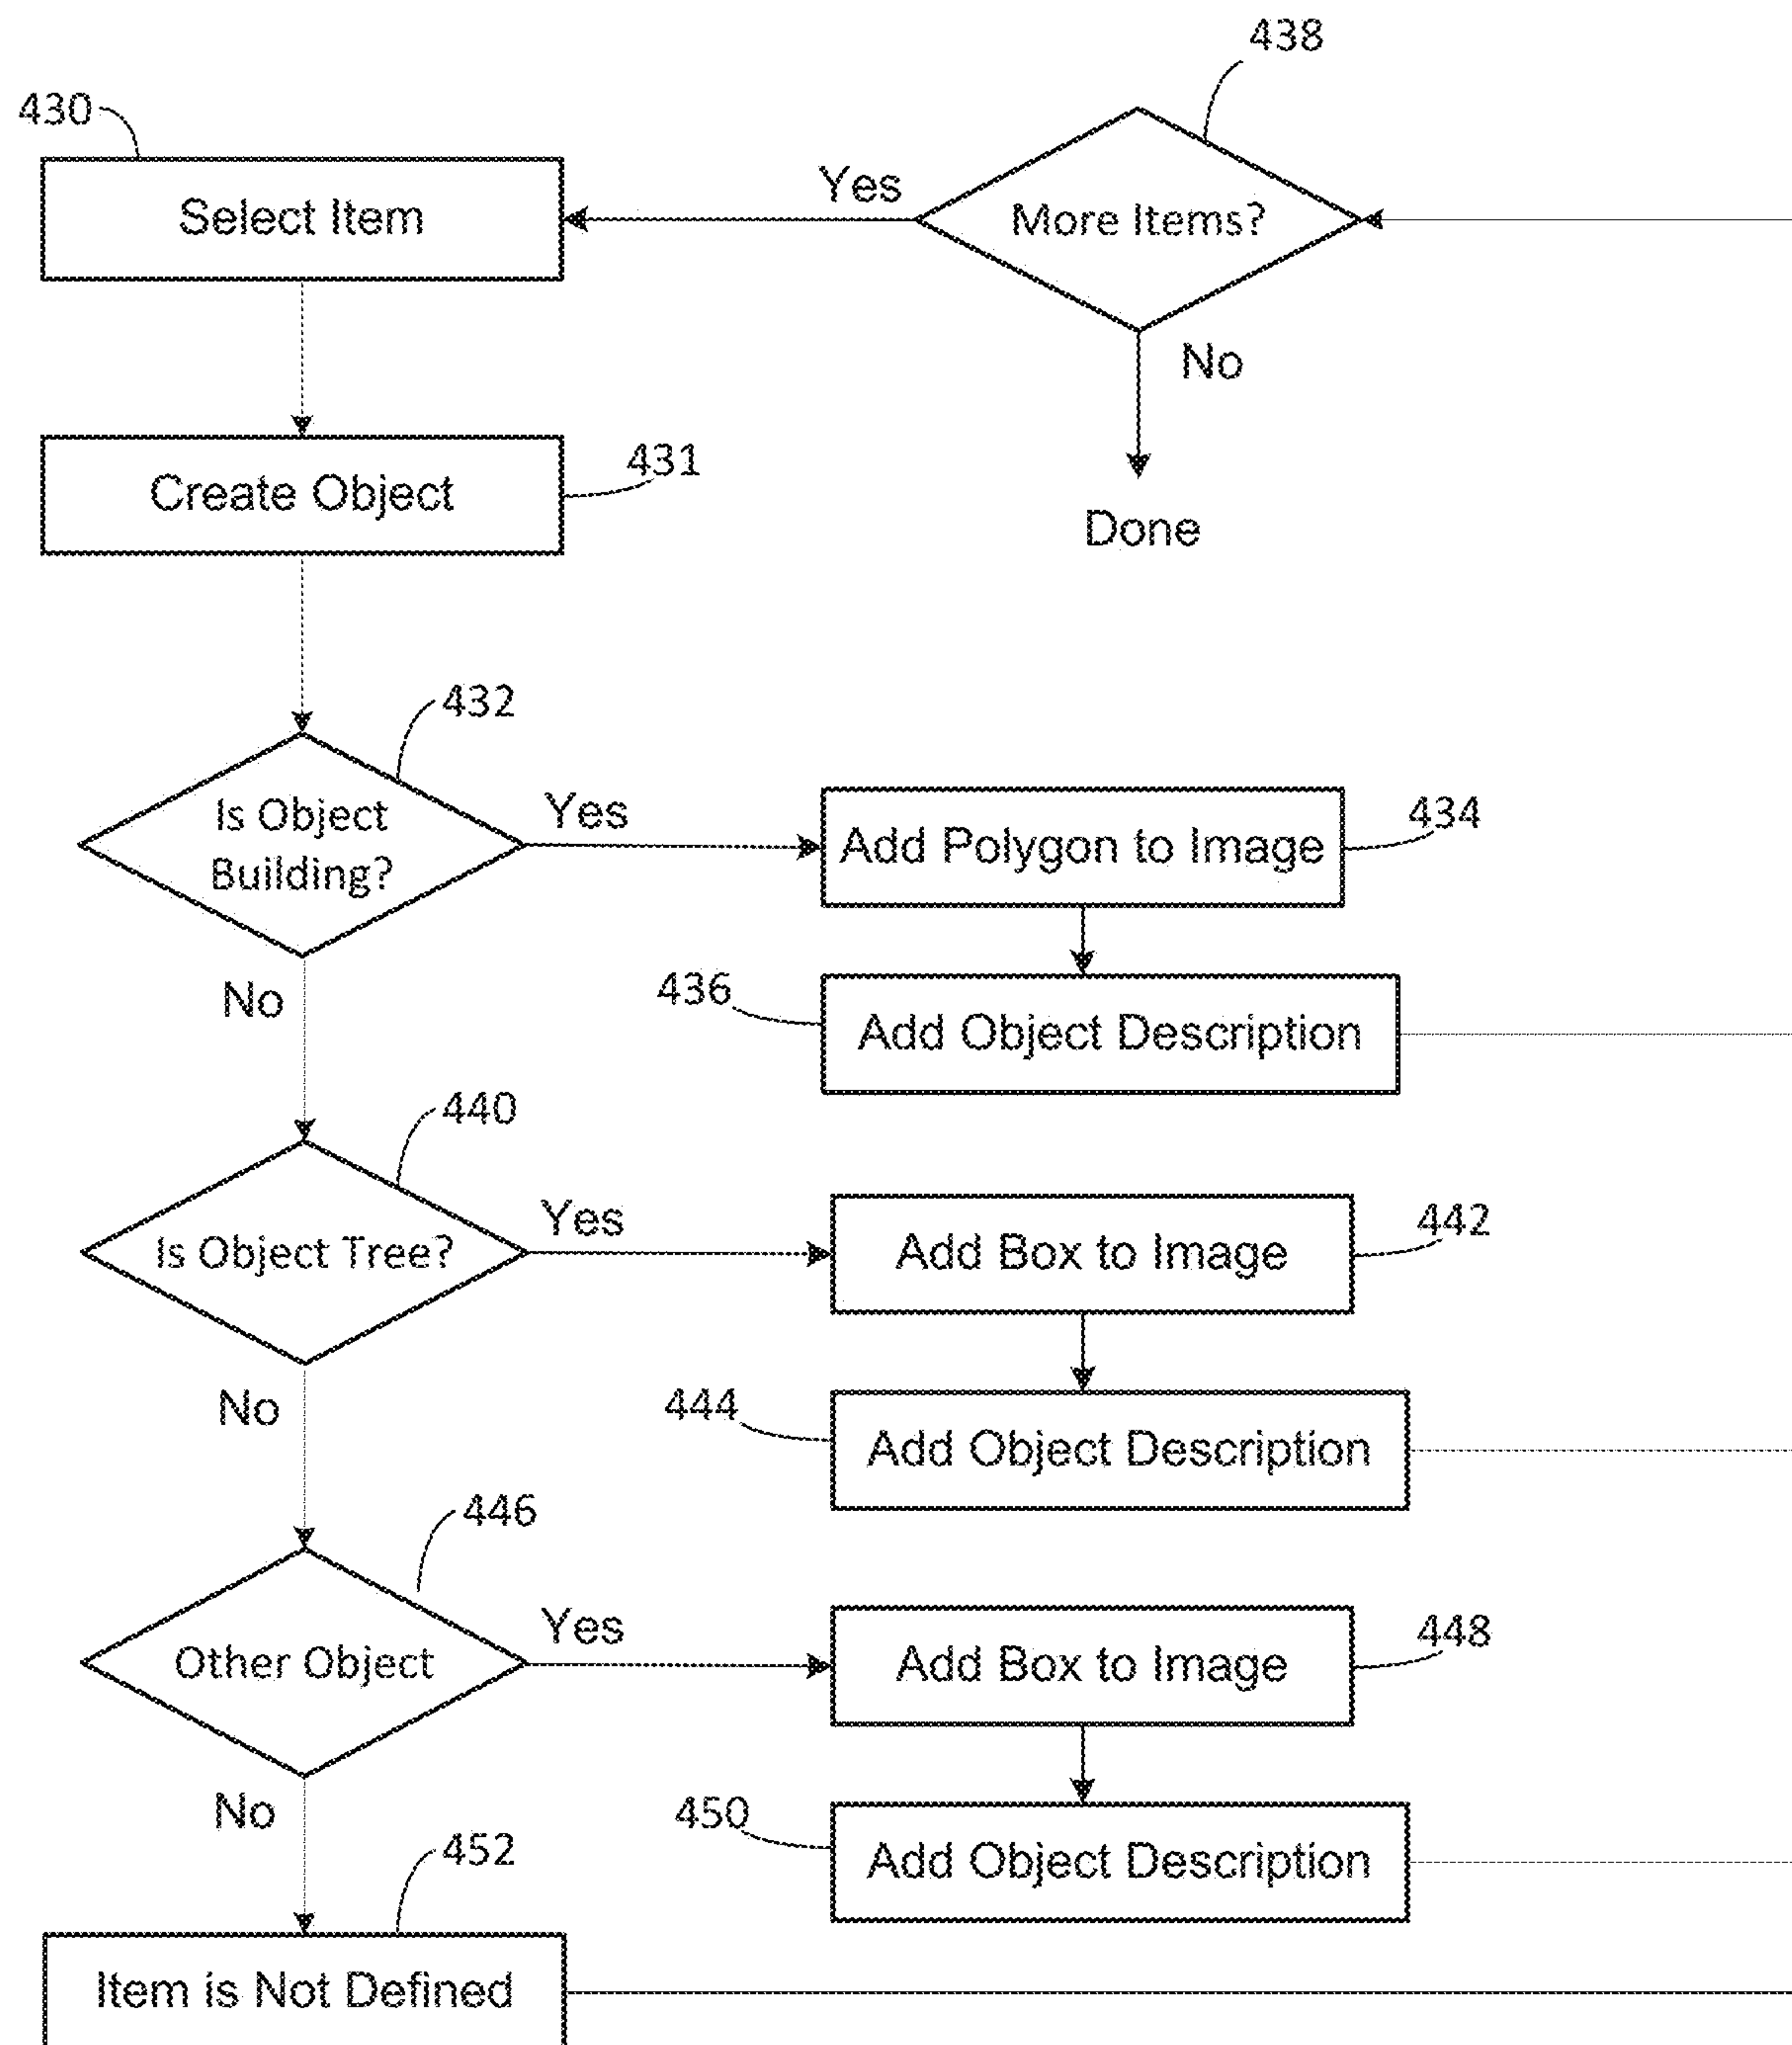 438
430
Yes
Select Item
More Items?
No
431
Create Object
Done
432
Is Object
Building?
Yes
434
Add Polygon to Image
No
436
Add Object Description
440
Is Object Tree?
Yes
442
Add Box to Image
No
444
Add Object Description
446
Other Object
Yes
448
Add Box to Image
No
450
Add Object Description
452
Item is Not Defined